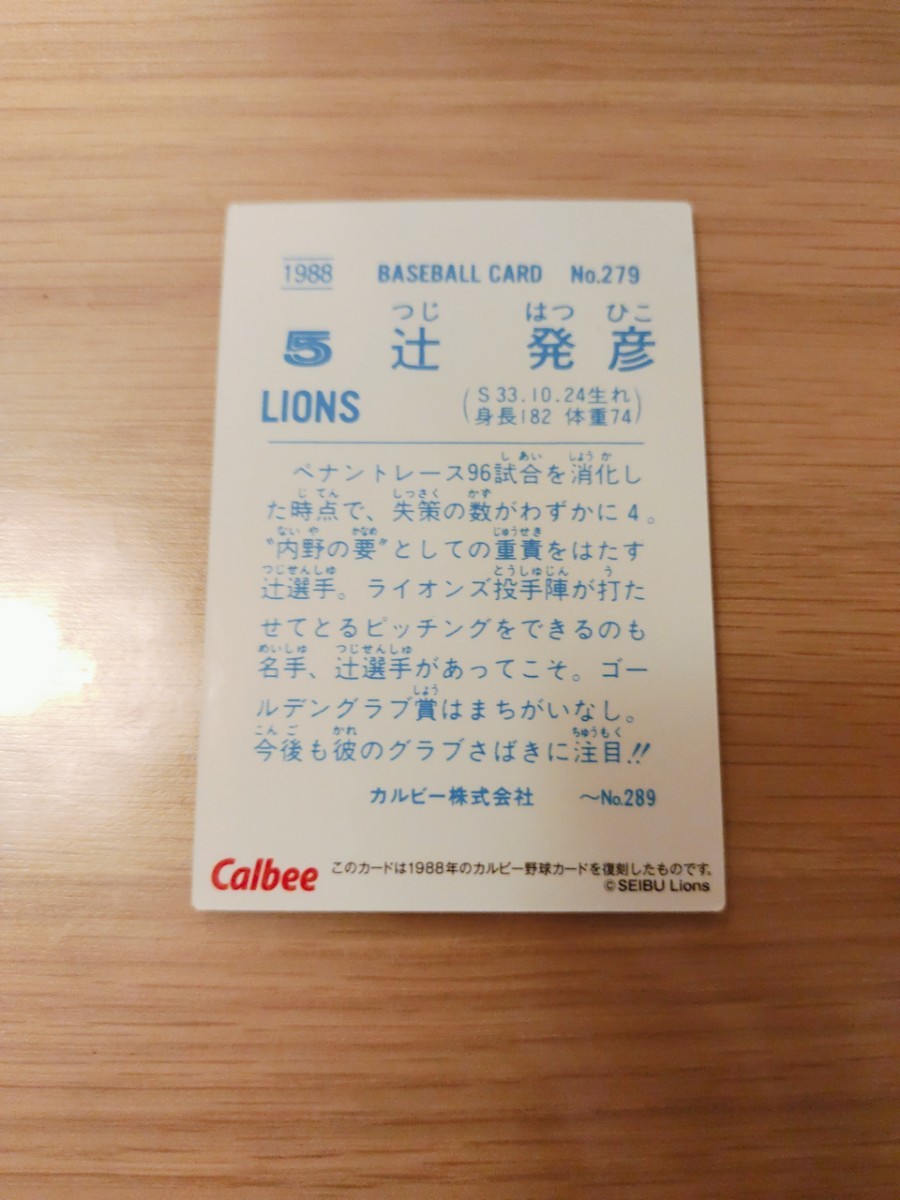 1988 BASEBALL CARD No.279
つじ はつ ひこ
5 辻 発彦
LIONS
(S33.10.24生れ
身長182 体重74)
し あい しょう か
ペナントレース96試合を消化し
じ てん しっさく かず
た時点で、失策の数がわずかに4。
ない や かなめ じゅうせき
"内野の要"としての重責をはたす
つじせんしゅ とうしゅじん う
辻選手。ライオンズ投手陣が打た
せてとるピッチングをできるのも
めいしゅ つじせんしゅ
名手、辻選手があってこそ。ゴー
しょう
ルデングラブ賞はまちがいなし。
こん ご かれ ちゅうもく
今後も彼のグラブさばきに注目!!
カルビー株式会社 〜No.289
Calbee このカードは1988年のカルビー野球カードを復刻したものです。
©SEIBU Lions